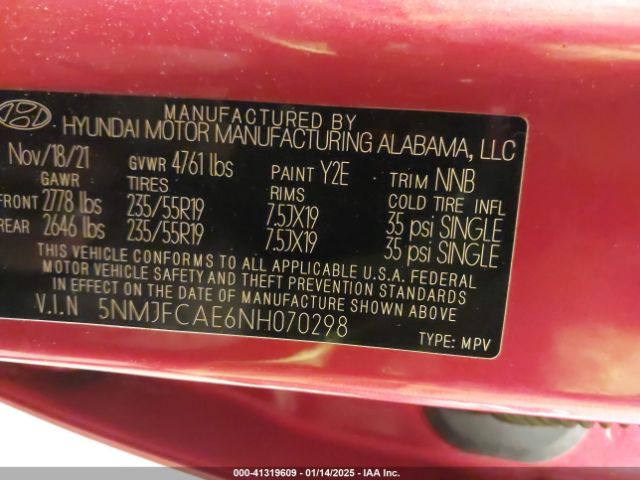 MANUFACTURED BY
HYUNDAI MOTOR MANUFACTURING ALABAMA, LLC
Nov/18/21 GVWR 4761 lbs PAINT Y2E TRIM NNB
GAWR TIRES RIMS COLD TIRE INFL
FRONT 2778 lbs 235/55R19 7.5JX19 35 psi SINGLE
REAR 2646 lbs 235/55R19 7.5JX19 35 psi SINGLE
THIS VEHICLE CONFORMS TO ALL APPLICABLE U.S.A. FEDERAL
MOTOR VEHICLE SAFETY AND THEFT PREVENTION STANDARDS
IN EFFECT ON THE DATE OF MANUFACTURE SHOWN ABOVE
V.I.N 5NMJFCAE6NH070298
TYPE: MPV
000-41319609 - 01/14/2025 - IAA Inc.